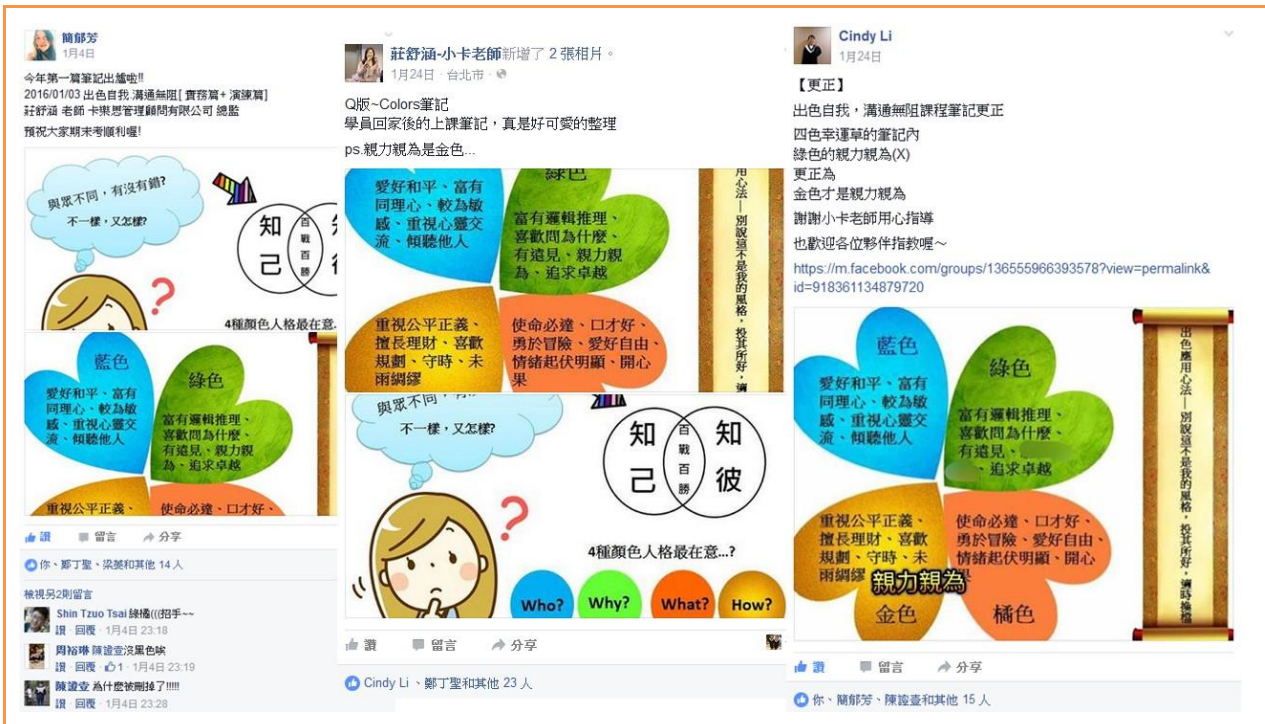 簡郁芳
1月4日
今年第一篇筆記出爐啦!!
2016/01/03 出色自我 溝通無阻[ 實務篇+ 演練篇]
莊舒涵 老師 卡樂思管理顧問有限公司 總監
預祝大家期末考順利喔!
與眾不同，有沒有錯?
不一樣，又怎樣?
知己
百戰百勝
彼
4種顏色人格最在意...
藍色
愛好和平、富有
同理心、較為敏
感、重視心靈交
流、傾聽他人
綠色
富有邏輯推理、
喜歡問為什麼、
有遠見、親力親
為、追求卓越
重視公平正義、
使命必達、口才好、
讚
留言
分享
你、鄭丁聖、梁美和其他 14 人
檢視另2則留言
Shin Tzuo Tsai 綠橘(((招手~~
讚 · 回覆 · 1月4日 23:18
周裕琳 陳證壹沒黑色唉
讚 · 回覆 · 1 · 1月4日 23:19
陳證壹 為什麼被刪掉了!!!!!
讚 · 回覆 · 1月4日 23:28
莊舒涵-小卡老師新增了 2 張相片。
1月24日 · 台北市 ·
Q版~Colors筆記
學員回家後的上課筆記，真是好可愛的整理
ps.親力親為是金色...
愛好和平、富有
同理心、較為敏
感、重視心靈交
流、傾聽他人
綠色
富有邏輯推理、
喜歡問為什麼、
有遠見、親力親
為、追求卓越
重視公平正義、
擅長理財、喜歡
規劃、守時、未
雨綢繆
使命必達、口才好、
勇於冒險、愛好自由、
情緒起伏明顯、開心
果
用心法—別說這不是我的風格，投其所好，適
與眾不同，有
不一樣，又怎樣?
知己
百戰百勝
知彼
4種顏色人格最在意...?
Who?
Why?
What?
How?
讚
留言
分享
Cindy Li 、鄭丁聖和其他 23 人
Cindy Li
1月24日
【更正】
出色自我，溝通無阻課程筆記更正
四色幸運草的筆記內
綠色的親力親為(X)
更正為
金色才是親力親為
謝謝小卡老師用心指導
也歡迎各位夥伴指教喔～
https://m.facebook.com/groups/136555966393578?view=permalink&
id=918361134879720
藍色
愛好和平、富有
同理心、較為敏
感、重視心靈交
流、傾聽他人
綠色
富有邏輯推理、
喜歡問為什麼、
有遠見、
、追求卓越
重視公平正義、
擅長理財、喜歡
規劃、守時、未
雨綢繆
親力親為
金色
使命必達、口才好、
勇於冒險、愛好自由、
情緒起伏明顯、開心
果
橘色
出色應用心法—別說這不是我的風格，投其所好，適時換檔
讚
留言
分享
你、簡郁芳、陳證壹和其他 15 人